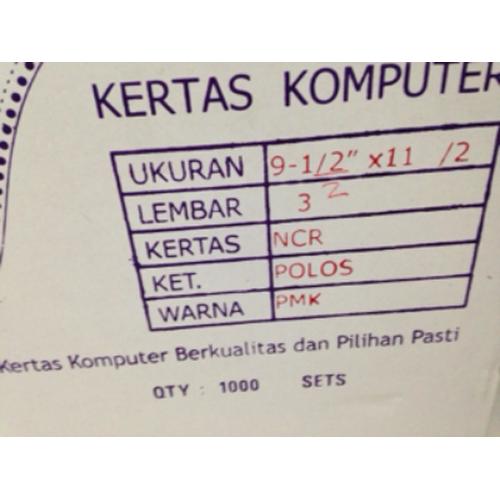 KERTAS KOMPUTER
UKURAN 9-1/2" x11 /2
LEMBAR 3 2
KERTAS NCR
KET. POLOS
WARNA PMK
Kertas Komputer Berkualitas dan Pilihan Pasti
QTY : 1000 SETS